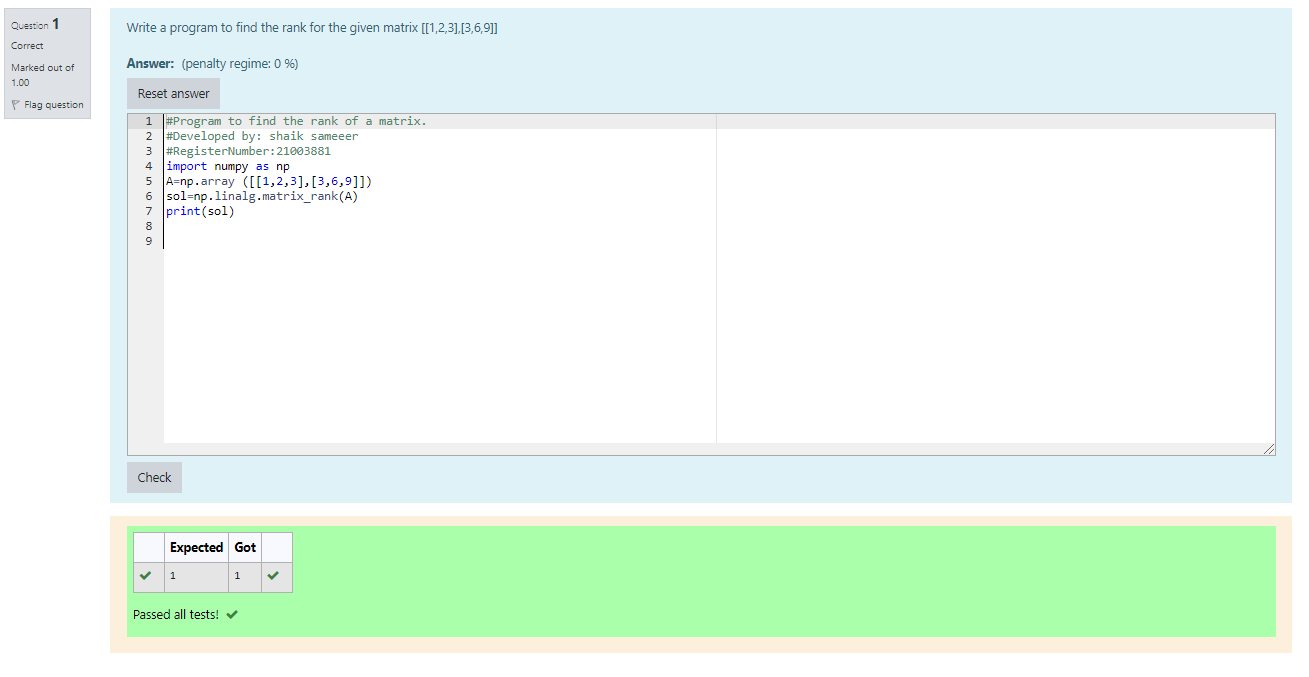 Question 1
Correct
Marked out of
1.00
Flag question
Write a program to find the rank for the given matrix [[1,2,3],[3,6,9]]
Answer: (penalty regime: 0 %)
Reset answer
1 #Program to find the rank of a matrix.
2 #Developed by: shaik sameeer
3 #RegisterNumber:21003881
4 import numpy as np
5 A=np.array ([[1,2,3],[3,6,9]])
6 sol=np.linalg.matrix_rank(A)
7 print(sol)
8
9
Check
Expected Got
1 1
Passed all tests!